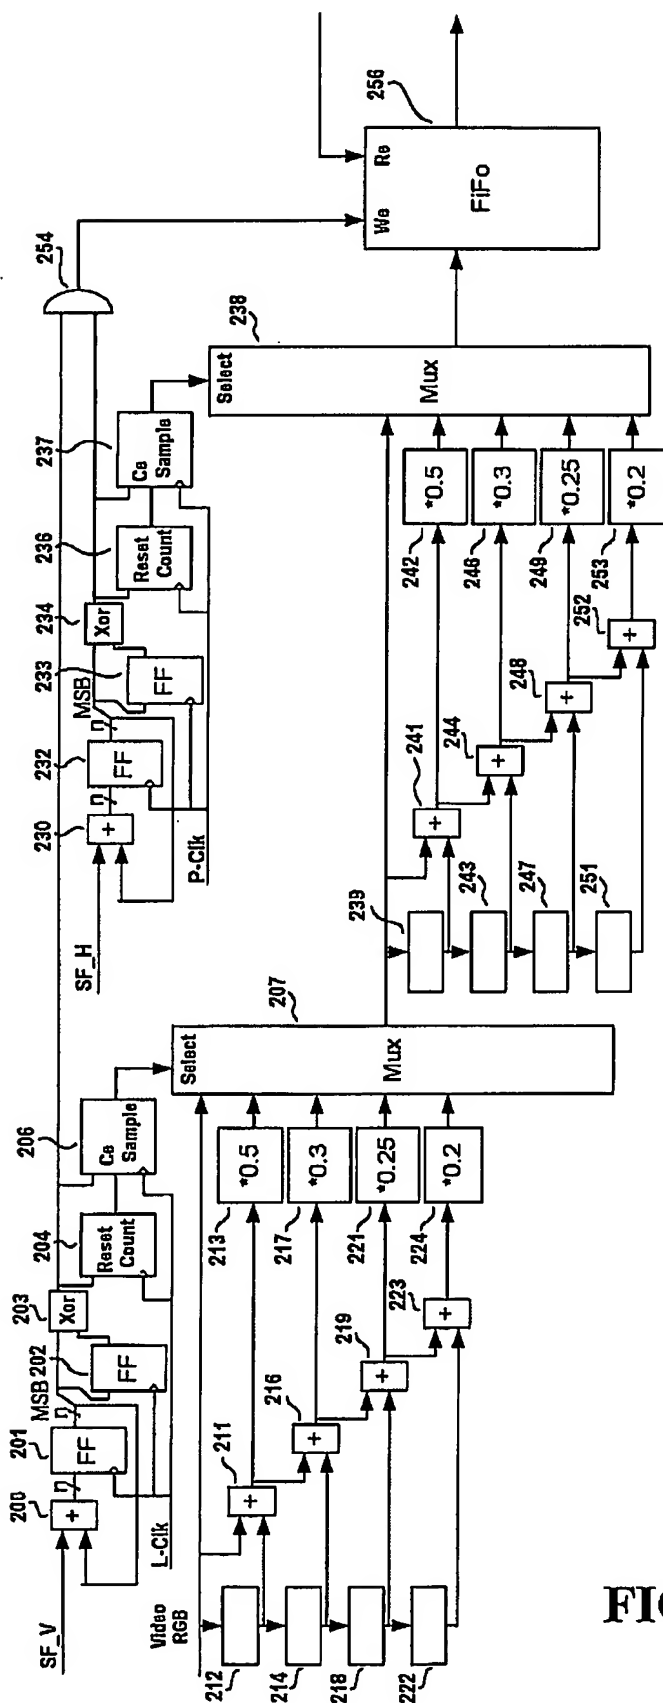 SF_V
200
+
η
201
FF
η
MSB
202
FF
203
Xor
204
Reset
Count
206
Ce
Sample
L-Clk
Video
RGB
212
214
218
222
211
+
216
+
219
+
223
+
213
*0.5
217
*0.3
221
*0.25
224
*0.2
207
Select
Mux
SF_H
230
+
η
232
FF
η
MSB
233
FF
234
Xor
236
Reset
Count
237
Ce
Sample
P-Clk
239
243
247
251
241
+
244
+
248
+
252
+
242
*0.5
246
*0.3
249
*0.25
253
*0.2
238
Select
Mux
254
We
Re
FiFo
256